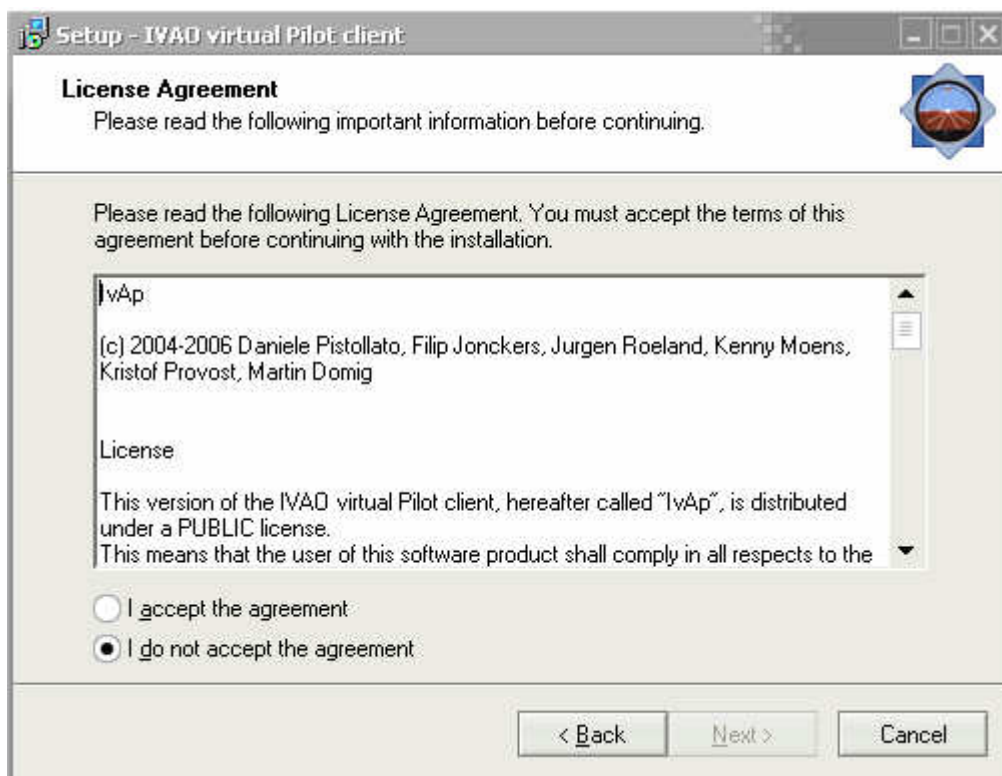 Setup - IVAO virtual Pilot client
License Agreement
Please read the following important information before continuing.
Please read the following License Agreement. You must accept the terms of this
agreement before continuing with the installation.
IvAp
(c) 2004-2006 Daniele Pistollato, Filip Jonckers, Jurgen Roeland, Kenny Moens,
Kristof Provost, Martin Domig
License
This version of the IVAO virtual Pilot client, hereafter called "IvAp", is distributed
under a PUBLIC license.
This means that the user of this software product shall comply in all respects to the
I accept the agreement
I do not accept the agreement
< Back
Next >
Cancel